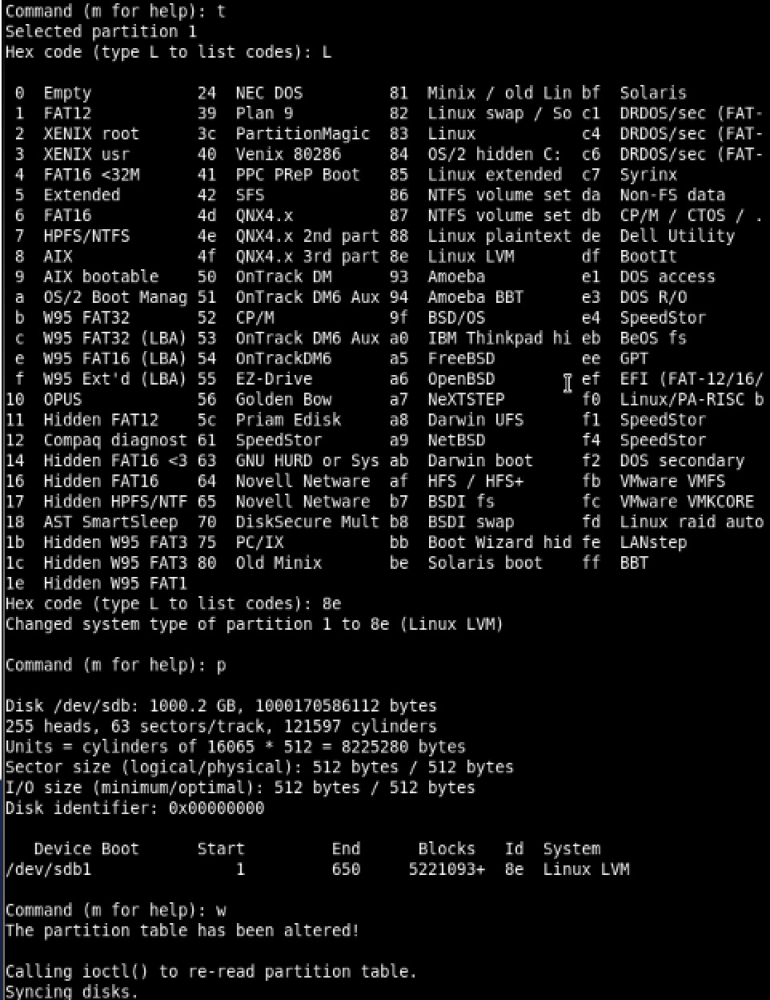 Command (m for help): t
Selected partition 1
Hex code (type L to list codes): L
 0  Empty           24  NEC DOS         81  Minix / old Lin bf  Solaris
 1  FAT12           39  Plan 9          82  Linux swap / So c1  DRDOS/sec (FAT-
 2  XENIX root      3c  PartitionMagic  83  Linux           c4  DRDOS/sec (FAT-
 3  XENIX usr       40  Venix 80286     84  OS/2 hidden C:  c6  DRDOS/sec (FAT-
 4  FAT16 <32M      41  PPC PReP Boot   85  Linux extended  c7  Syrinx
 5  Extended        42  SFS             86  NTFS volume set da  Non-FS data
 6  FAT16           4d  QNX4.x          87  NTFS volume set db  CP/M / CTOS / .
 7  HPFS/NTFS       4e  QNX4.x 2nd part 88  Linux plaintext de  Dell Utility
 8  AIX             4f  QNX4.x 3rd part 8e  Linux LVM       df  BootIt
 9  AIX bootable    50  OnTrack DM      93  Amoeba          e1  DOS access
 a  OS/2 Boot Manag 51  OnTrack DM6 Aux 94  Amoeba BBT      e3  DOS R/O
 b  W95 FAT32       52  CP/M            9f  BSD/OS          e4  SpeedStor
 c  W95 FAT32 (LBA) 53  OnTrack DM6 Aux a0  IBM Thinkpad hi eb  BeOS fs
 e  W95 FAT16 (LBA) 54  OnTrackDM6      a5  FreeBSD         ee  GPT
 f  W95 Ext'd (LBA) 55  EZ-Drive        a6  OpenBSD         ef  EFI (FAT-12/16/
10  OPUS            56  Golden Bow      a7  NeXTSTEP        f0  Linux/PA-RISC b
11  Hidden FAT12    5c  Priam Edisk     a8  Darwin UFS      f1  SpeedStor
12  Compaq diagnost 61  SpeedStor       a9  NetBSD          f4  SpeedStor
14  Hidden FAT16 <3 63  GNU HURD or Sys ab  Darwin boot     f2  DOS secondary
16  Hidden FAT16    64  Novell Netware  af  HFS / HFS+      fb  VMware VMFS
17  Hidden HPFS/NTF 65  Novell Netware  b7  BSDI fs         fc  VMware VMKCORE
18  AST SmartSleep  70  DiskSecure Mult b8  BSDI swap       fd  Linux raid auto
1b  Hidden W95 FAT3 75  PC/IX           bb  Boot Wizard hid fe  LANstep
1c  Hidden W95 FAT3 80  Old Minix       be  Solaris boot    ff  BBT
1e  Hidden W95 FAT1
Hex code (type L to list codes): 8e
Changed system type of partition 1 to 8e (Linux LVM)
Command (m for help): p
Disk /dev/sdb: 1000.2 GB, 1000170586112 bytes
255 heads, 63 sectors/track, 121597 cylinders
Units = cylinders of 16065 * 512 = 8225280 bytes
Sector size (logical/physical): 512 bytes / 512 bytes
I/O size (minimum/optimal): 512 bytes / 512 bytes
Disk identifier: 0x00000000
   Device Boot      Start         End      Blocks   Id  System
/dev/sdb1               1         650     5221093+  8e  Linux LVM
Command (m for help): w
The partition table has been altered!
Calling ioctl() to re-read partition table.
Syncing disks.